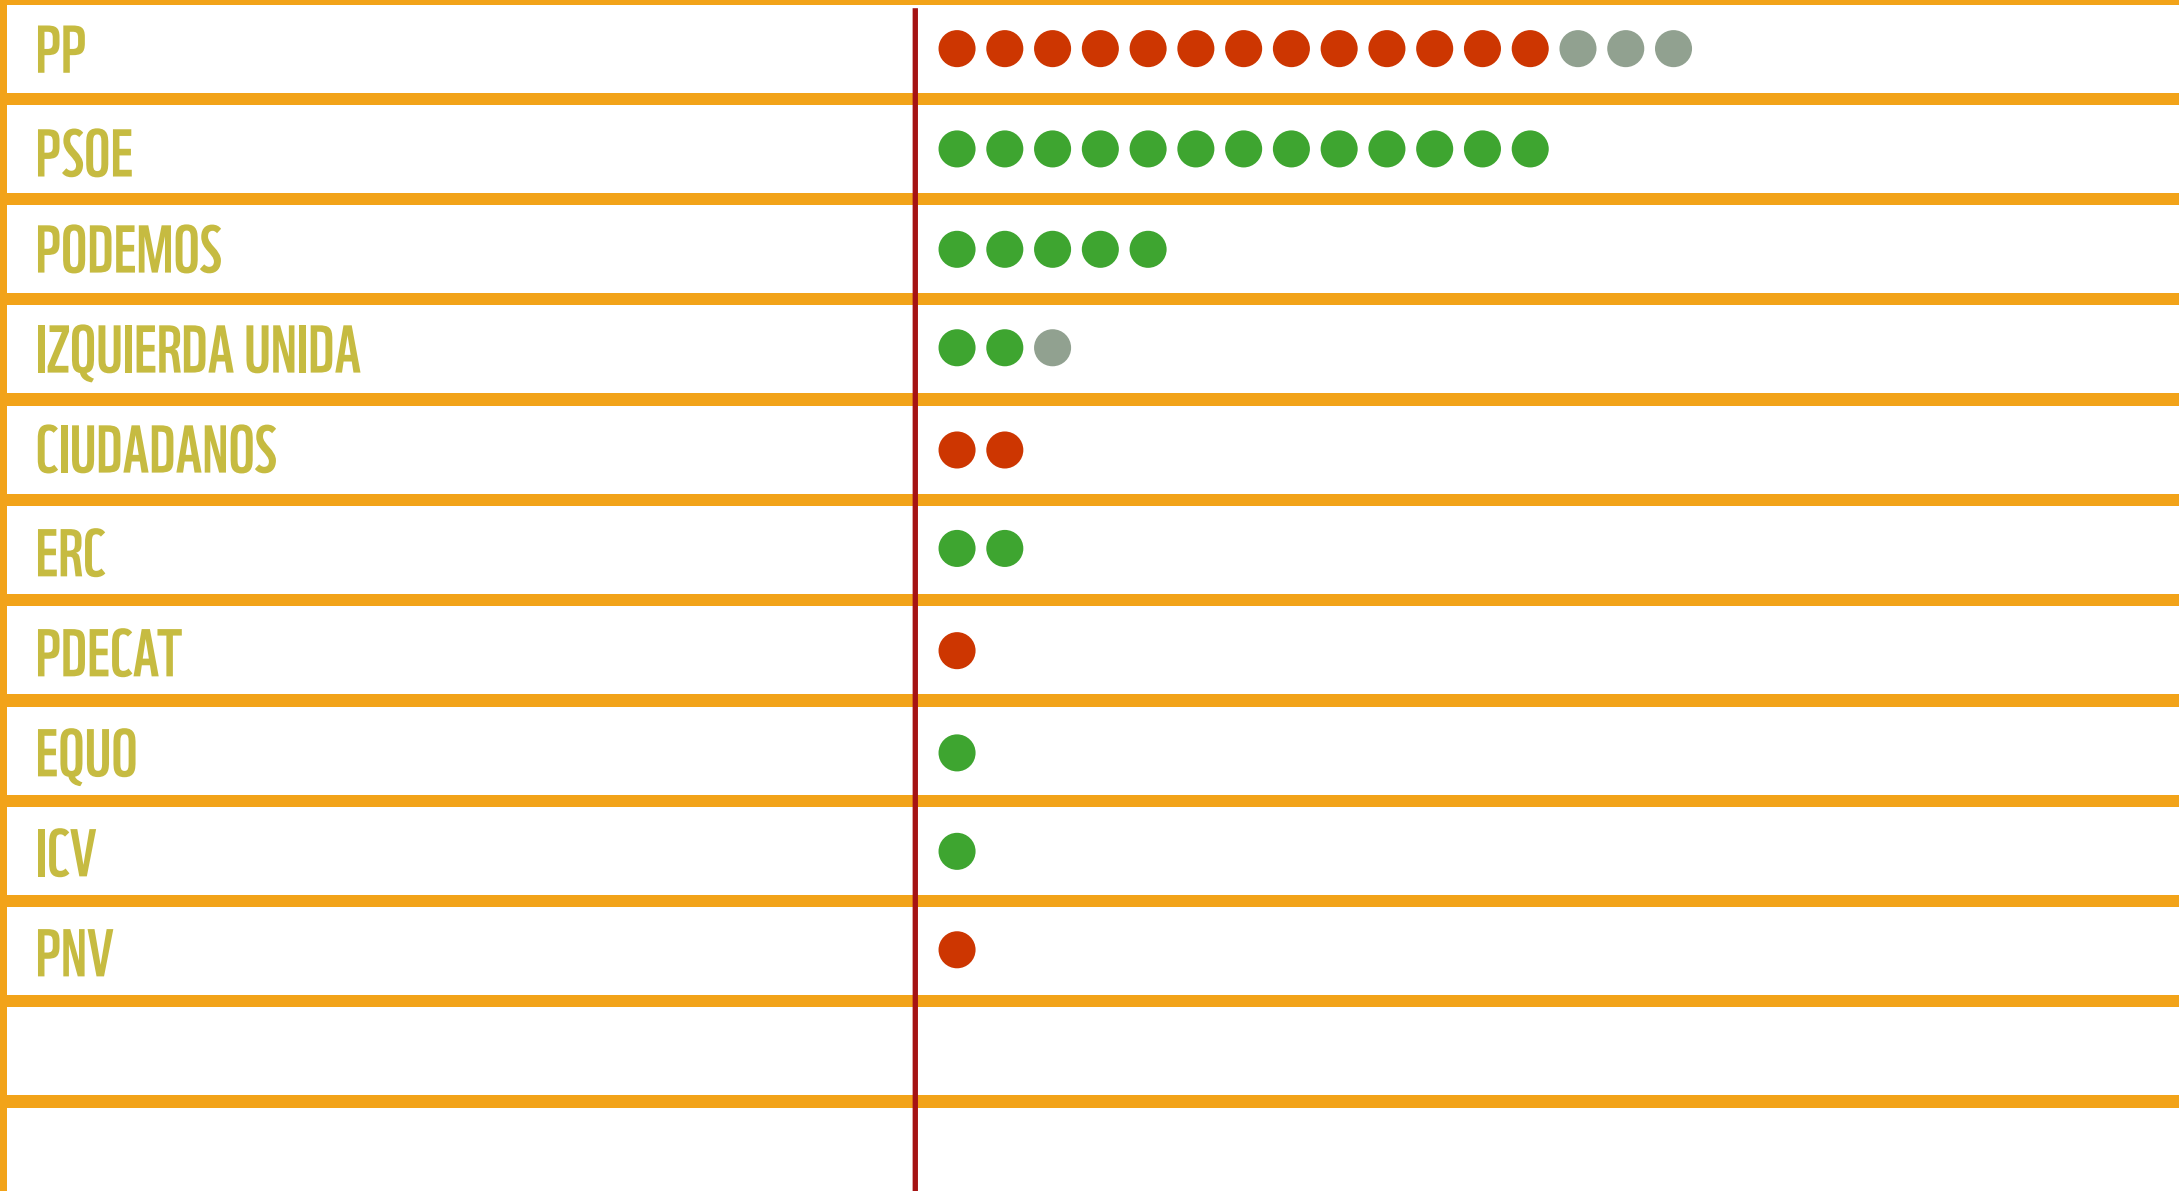 PP
PSOE
PODEMOS
IZQUIERDA UNIDA
CIUDADANOS
ERC
PDECAT
EQUO
ICV
PNV